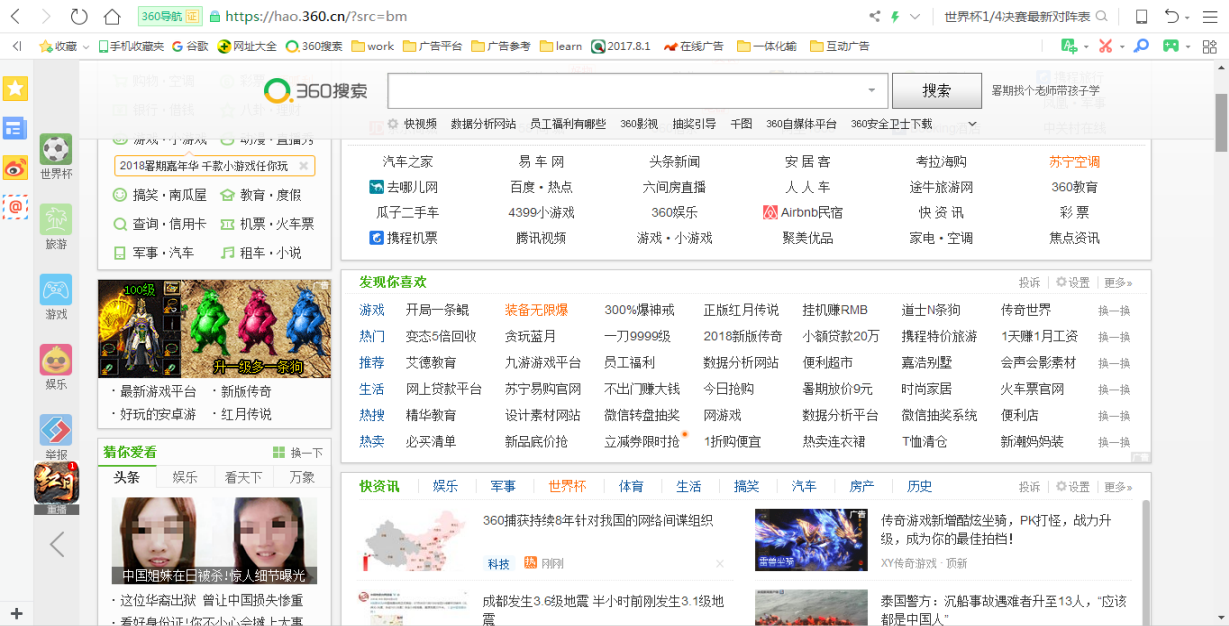 360导航 证 https://hao.360.cn/?src=bm 世界杯1/4决赛最新对阵表
收藏 手机收藏夹 谷歌 网址大全 360搜索 work 广告平台 广告参考 learn 2017.8.1 在线广告 一体化输 互动广告
360搜索 搜索 暑期找个老师带孩子学
快视频 数据分析网站 员工福利有哪些 360影视 抽奖引导 千图 360自媒体平台 360安全卫士下载
世界杯
旅游
游戏
娱乐
举报
红月
重播
游戏·小游戏 动漫·直播秀
2018暑期嘉年华 千款小游戏任你玩
搞笑·南瓜屋 教育·度假
查询·信用卡 机票·火车票
军事·汽车 租车·小说
汽车之家 易车网 头条新闻 安居客 考拉海购 苏宁空调
去哪儿网 百度·热点 六间房直播 人人车 途牛旅游网 360教育
瓜子二手车 4399小游戏 360娱乐 Airbnb民宿 快资讯 彩票
携程机票 腾讯视频 游戏·小游戏 聚美优品 家电·空调 焦点资讯
100级
升一级多一条狗
· 最新游戏平台 · 新版传奇
· 好玩的安卓游 · 红月传说
发现你喜欢 投诉 设置 更多»
游戏 开局一条鲲 装备无限爆 300%爆神戒 正版红月传说 挂机赚RMB 道士N条狗 传奇世界 换一换
热门 变态5倍回收 贪玩蓝月 一刀9999级 2018新版传奇 小额贷款20万 携程特价旅游 1天赚1月工资 换一换
推荐 艾德教育 九游游戏平台 员工福利 数据分析网站 便利超市 嘉浩别墅 会声会影素材 换一换
生活 网上贷款平台 苏宁易购官网 不出门赚大钱 今日抢购 暑期放价9元 时尚家居 火车票官网 换一换
热搜 精华教育 设计素材网站 微信转盘抽奖 网游戏 数据分析平台 微信抽奖系统 便利店 换一换
热卖 必买清单 新品底价抢 立减券限时抢 1折购便宜 热卖连衣裙 T恤清仓 新潮妈妈装 换一换
广告
猜你爱看 换一下
头条 娱乐 看天下 万象
中国姐妹在日被杀!惊人细节曝光
· 这位华裔出狱 曾让中国损失惨重
· 看好身份证!你不小心会摊上大事
快资讯 娱乐 军事 世界杯 体育 生活 搞笑 汽车 房产 历史 投诉 设置 更多»
360捕获持续8年针对我国的网络间谍组织
科技 热 刚刚
广告
雷兽坐骑
传奇游戏新增酷炫坐骑，PK打怪，战力升级，成为你的最佳拍档！
XY传奇游戏 · 顶新
成都发生3.6级地震 半小时前刚发生3.1级地震
泰国警方：沉船事故遇难者升至13人，“应该都是中国人”